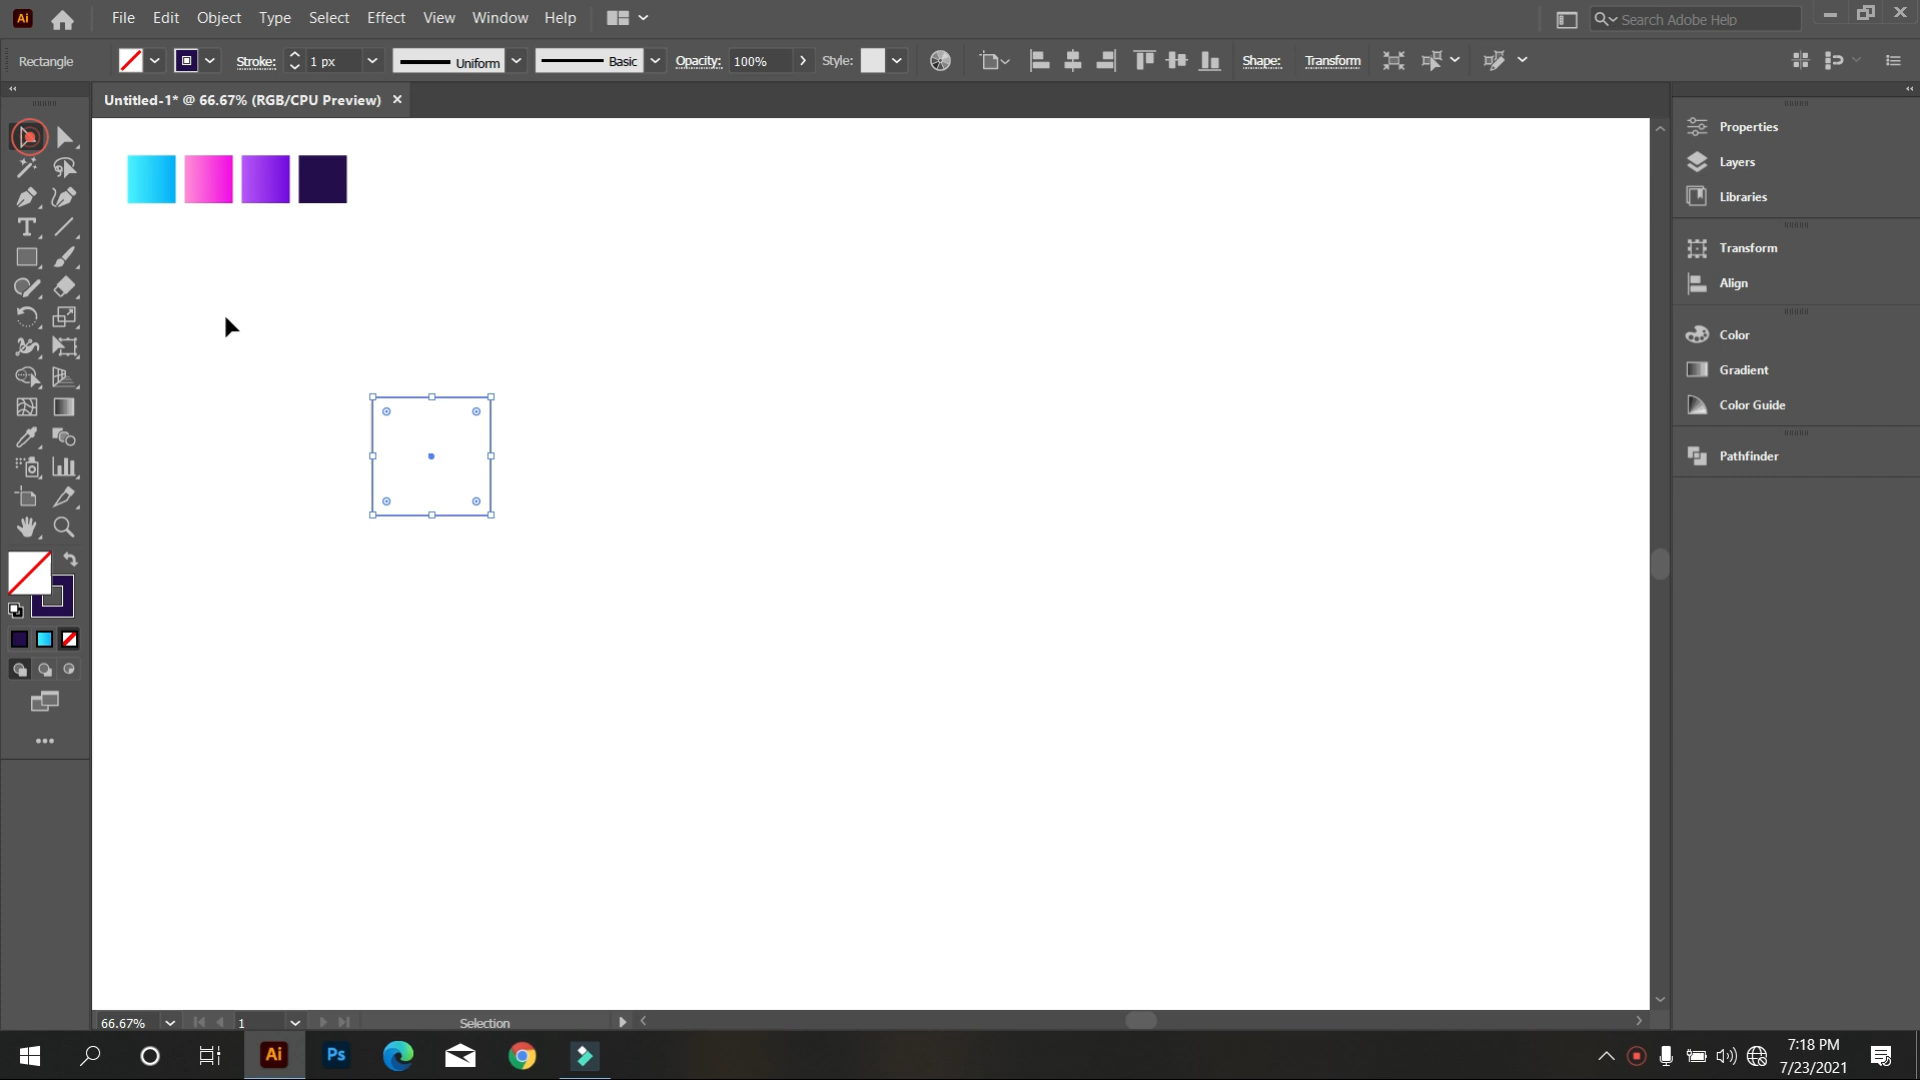 Ai File Edit Object Type Select Effect View Window Help Search Adobe Help
Rectangle Stroke: 1 px Uniform Basic Opacity: 100% Style: Shape: Transform
Untitled-1* @ 66.67% (RGB/CPU Preview)
Properties
Layers
Libraries
Transform
Align
Color
Gradient
Color Guide
Pathfinder
66.67% 1 Selection
Ai Ps
7:18 PM
7/23/2021